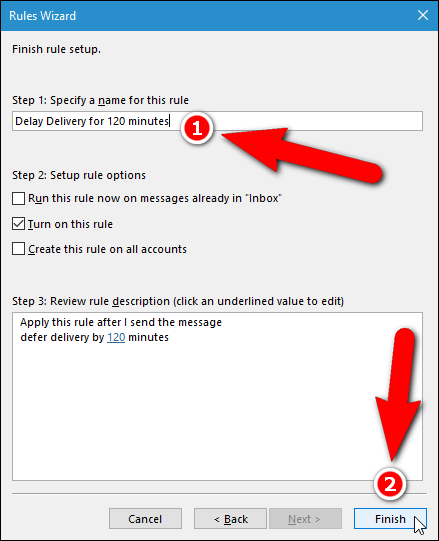 Rules Wizard
Finish rule setup.
Step 1: Specify a name for this rule
Delay Delivery for 120 minutes
1
Step 2: Setup rule options
Run this rule now on messages already in "Inbox"
Turn on this rule
Create this rule on all accounts
Step 3: Review rule description (click an underlined value to edit)
Apply this rule after I send the message
defer delivery by 120 minutes
2
Cancel
< Back
Next >
Finish